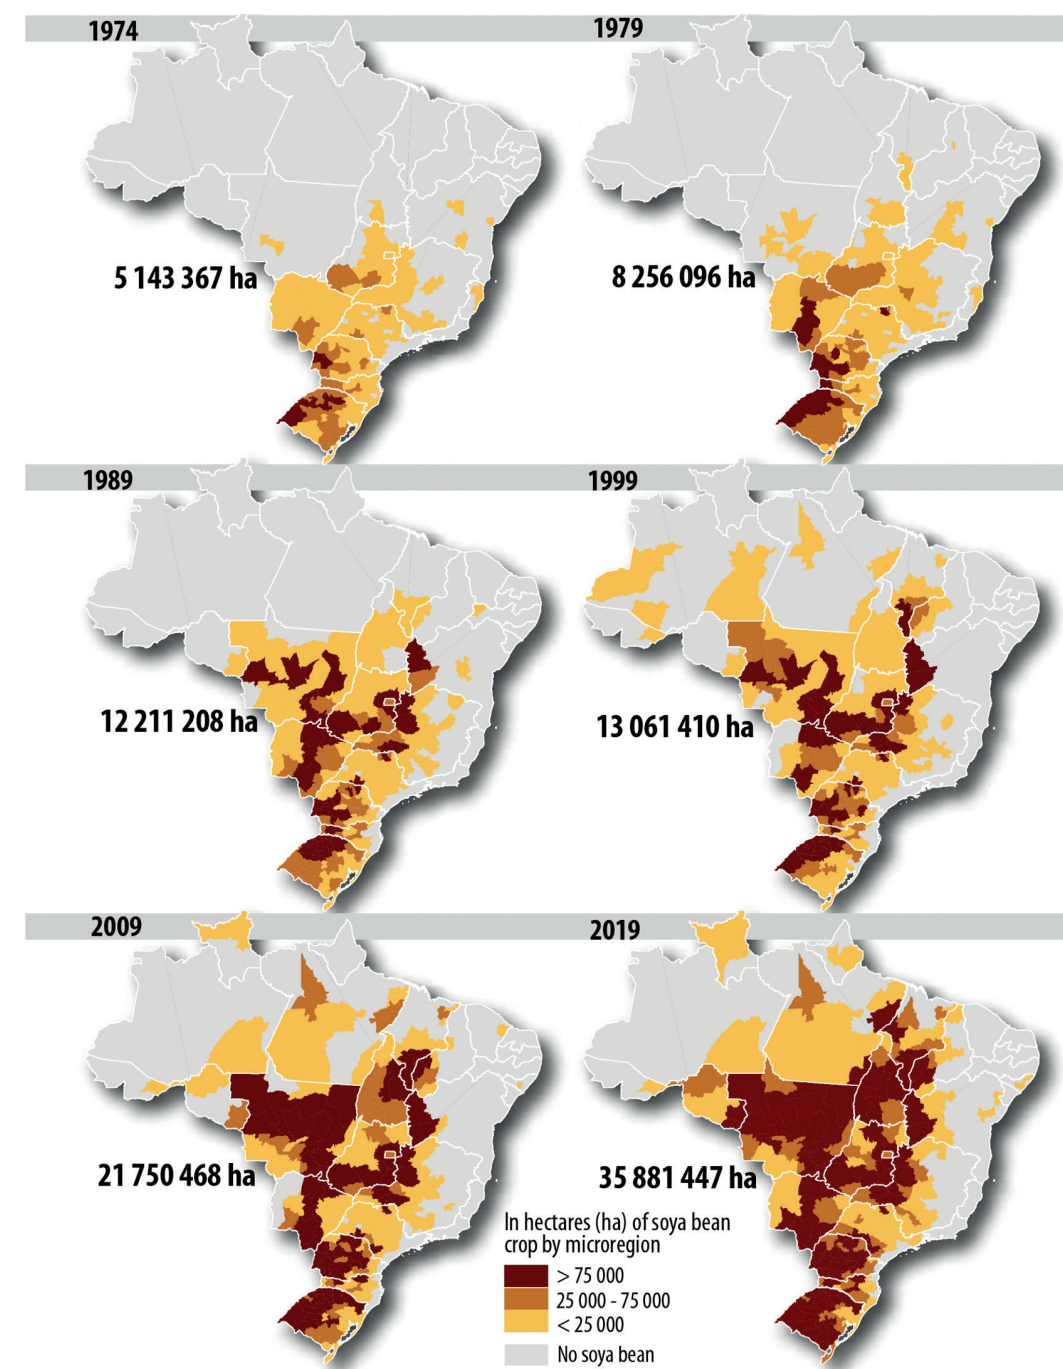 1974
1979
5 143 367 ha
8 256 096 ha
1989
1999
12 211 208 ha
13 061 410 ha
2009
2019
21 750 468 ha
35 881 447 ha
In hectares (ha) of soya bean
crop by microregion
> 75 000
25 000 - 75 000
< 25 000
No soya bean